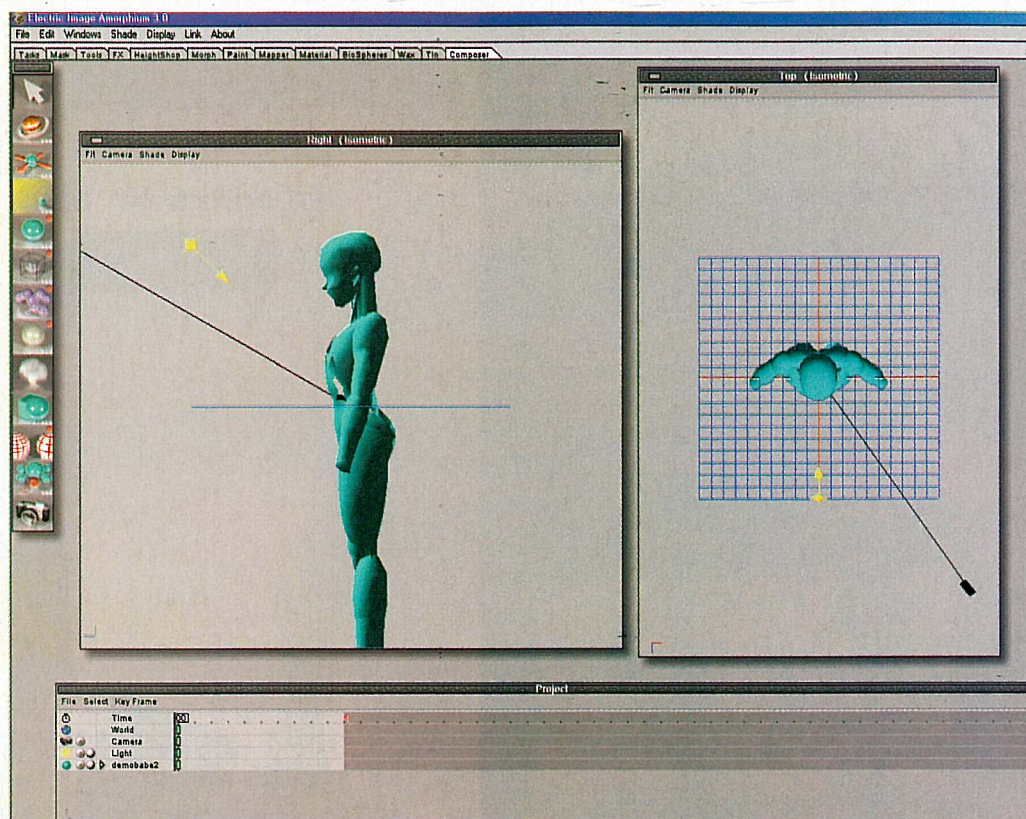 Electric Image Amorphium 3.0
File Edit Windows Shade Display Link About
Tasks Mask Tools FX HeightShop Morph Paint Mapper Material BioSpheres Wax Tin Composer
Right (Isometric)
Fit Camera Shade Display
Top (Isometric)
Fit Camera Shade Display
Project
File Select Key Frame
Time
World
Camera
Light
demobabe2